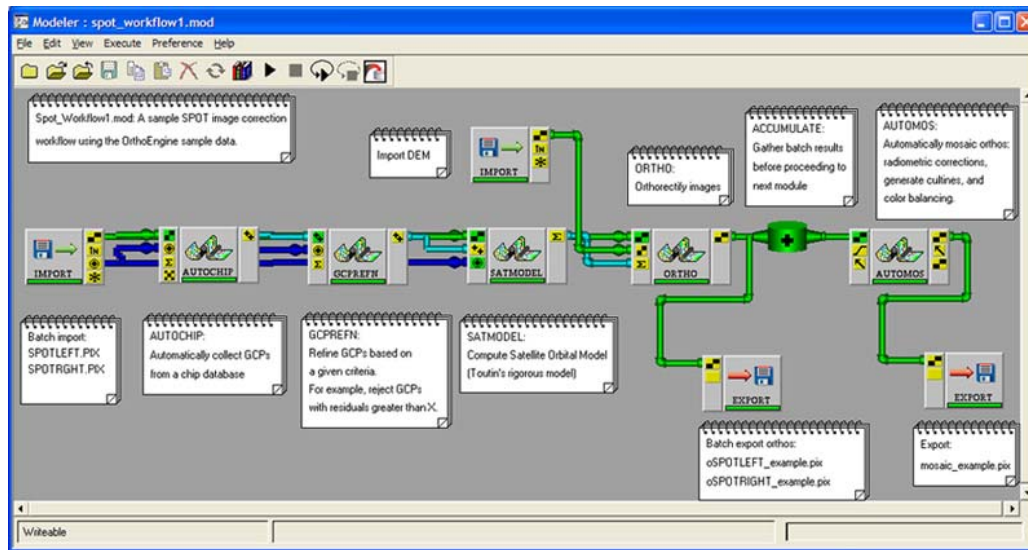 Modeler : spot_workflow1.mod
File Edit View Execute Preference Help
Spot_Workflow1.mod: A sample SPOT image correction
workflow using the OrthoEngine sample data.
Import DEM
IMPORT
ORTHO:
Orthorectify images
ACCUMULATE:
Gather batch results
before proceeding to
next module
AUTOMOS:
Automatically mosaic orthos:
radiometric corrections,
generate cutlines, and
color balancing.
IMPORT
AUTOCHIP
GCPREFN
SATMODEL
ORTHO
AUTOMOS
Batch import:
SPOTLEFT.PIX
SPOTRGHT.PIX
AUTOCHIP:
Automatically collect GCPs
from a chip database
GCPREFN:
Refine GCPs based on
a given criteria.
For example, reject GCPs
with residuals greater than X.
SATMODEL:
Compute Satellite Orbital Model
(Toutin's rigorous model)
EXPORT
EXPORT
Batch export orthos:
oSPOTLEFT_example.pix
oSPOTRIGHT_example.pix
Export:
mosaic_example.pix
Writeable